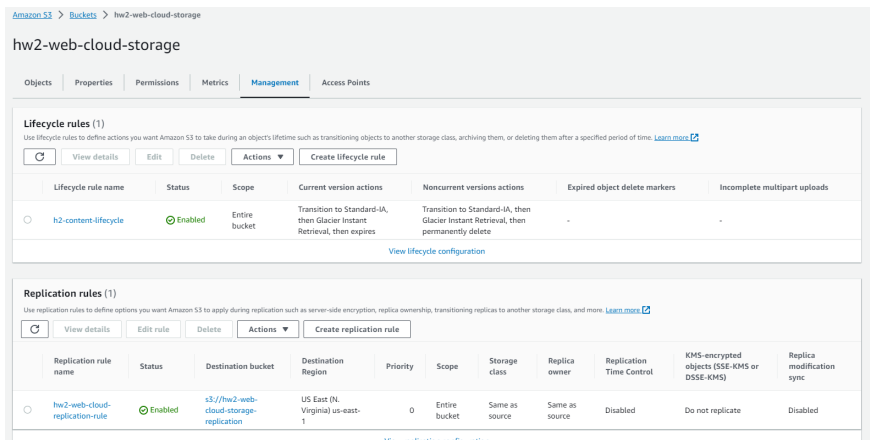 Amazon S3 > Buckets > hw2-web-cloud-storage
hw2-web-cloud-storage
Objects Properties Permissions Metrics Management Access Points
Lifecycle rules (1)
Use lifecycle rules to define actions you want Amazon S3 to take during an object's lifetime such as transitioning objects to another storage class, archiving them, or deleting them after a specified period of time. Learn more
View details Edit Delete Actions ▼ Create lifecycle rule
Lifecycle rule name Status Scope Current version actions Noncurrent versions actions Expired object delete markers Incomplete multipart uploads
h2-content-lifecycle Enabled Entire bucket Transition to Standard-IA, then Glacier Instant Retrieval, then expires Transition to Standard-IA, then Glacier Instant Retrieval, then permanently delete - -
View lifecycle configuration
Replication rules (1)
Use replication rules to define options you want Amazon S3 to apply during replication such as server-side encryption, replica ownership, transitioning replicas to another storage class, and more. Learn more
View details Edit rule Delete Actions ▼ Create replication rule
Replication rule name Status Destination bucket Destination Region Priority Scope Storage class Replica owner Replication Time Control KMS-encrypted objects (SSE-KMS or DSSE-KMS) Replica modification sync
hw2-web-cloud-replication-rule Enabled s3://hw2-web-cloud-storage-replication US East (N. Virginia) us-east-1 0 Entire bucket Same as source Same as source Disabled Do not replicate Disabled